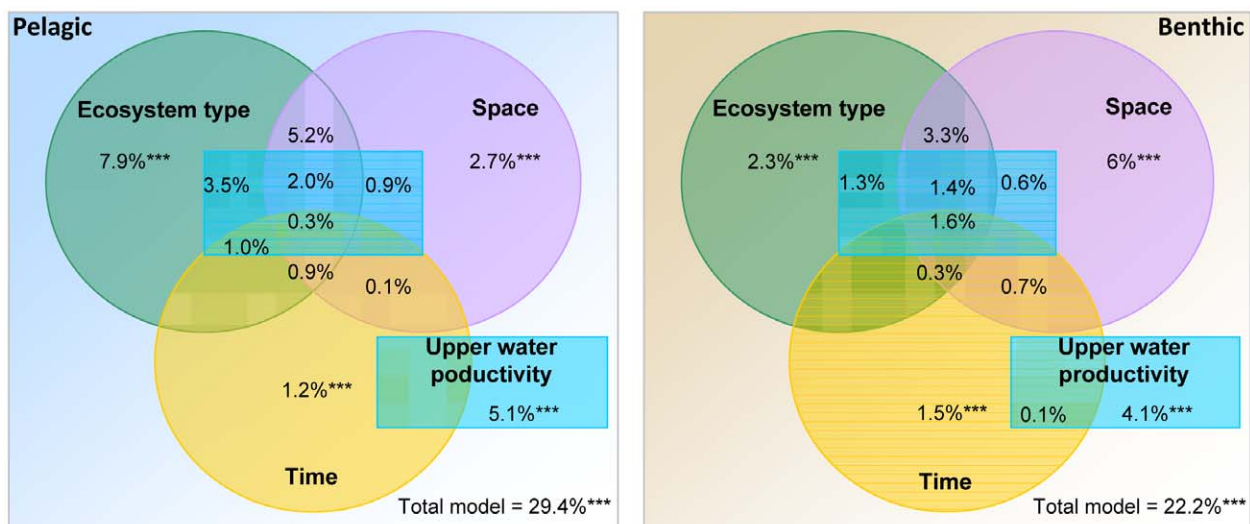 Pelagic
Ecosystem type
Space
5.2%
7.9%***
2.7%***
3.5%
2.0%
0.9%
0.3%
1.0%
0.9%
0.1%
Upper water
poductivity
1.2%***
5.1%***
Time
Total model = 29.4%***
Benthic
Ecosystem type
Space
3.3%
2.3%***
6%***
1.3%
1.4%
0.6%
1.6%
0.3%
0.7%
Upper water
productivity
1.5%***
0.1%
4.1%***
Time
Total model = 22.2%***